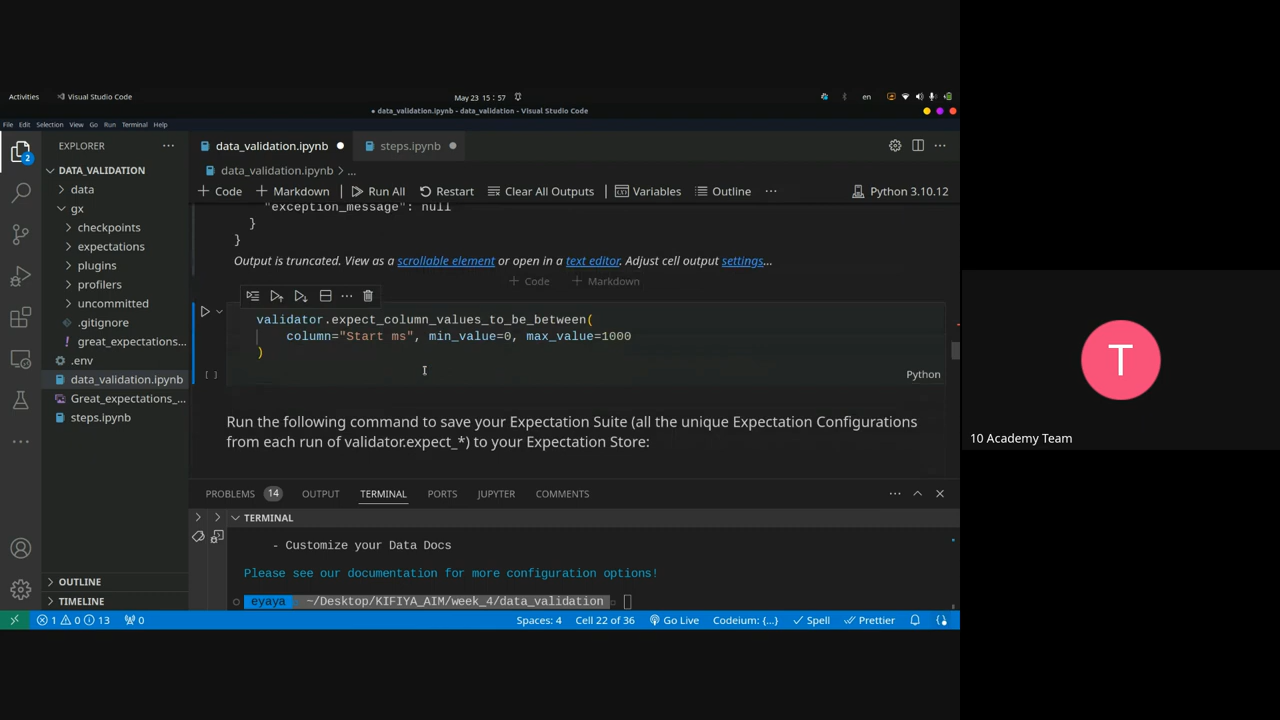 Activities
Visual Studio Code
May 23 15:57
en
data_validation.ipynb - data_validation - Visual Studio Code
File Edit Selection View Go Run Terminal Help
EXPLORER
data_validation.ipynb
steps.ipynb
DATA_VALIDATION
data_validation.ipynb > ...
data
gx
checkpoints
expectations
plugins
profilers
uncommitted
.gitignore
great_expectations...
.env
data_validation.ipynb
Great_expectations_...
steps.ipynb
OUTLINE
TIMELINE
2
+ Code + Markdown Run All Restart Clear All Outputs Variables Outline ... Python 3.10.12
"exception_message": null
}
}
Output is truncated. View as a scrollable element or open in a text editor. Adjust cell output settings...
+ Code + Markdown
validator.expect_column_values_to_be_between(
column="Start ms", min_value=0, max_value=1000
)
[ ]
Python
Run the following command to save your Expectation Suite (all the unique Expectation Configurations
from each run of validator.expect_*) to your Expectation Store:
PROBLEMS 14 OUTPUT TERMINAL PORTS JUPYTER COMMENTS
TERMINAL
- Customize your Data Docs
Please see our documentation for more configuration options!
eyaya ~/Desktop/KIFIYA_AIM/week_4/data_validation
1 0 13 0 Spaces: 4 Cell 22 of 36 Go Live Codeium: {...} Spell Prettier
T
10 Academy Team